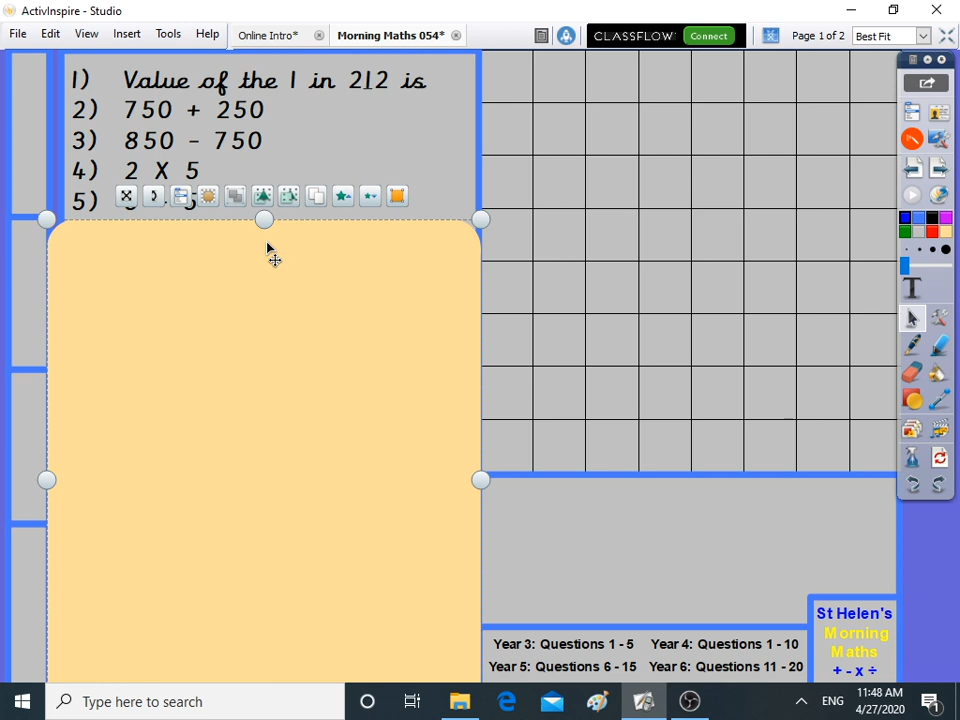 ActivInspire - Studio
File Edit View Insert Tools Help
Online Intro* Morning Maths 054*
CLASSFLOW Connect
Page 1 of 2 Best Fit
1) Value of the 1 in 212 is
2) 750 + 250
3) 850 - 750
4) 2 X 5
5)
T
Year 3: Questions 1 - 5 Year 4: Questions 1 - 10
Year 5: Questions 6 - 15 Year 6: Questions 11 - 20
St Helen's
Morning
Maths
+ - x ÷
Type here to search
ENG
11:48 AM
4/27/2020
1